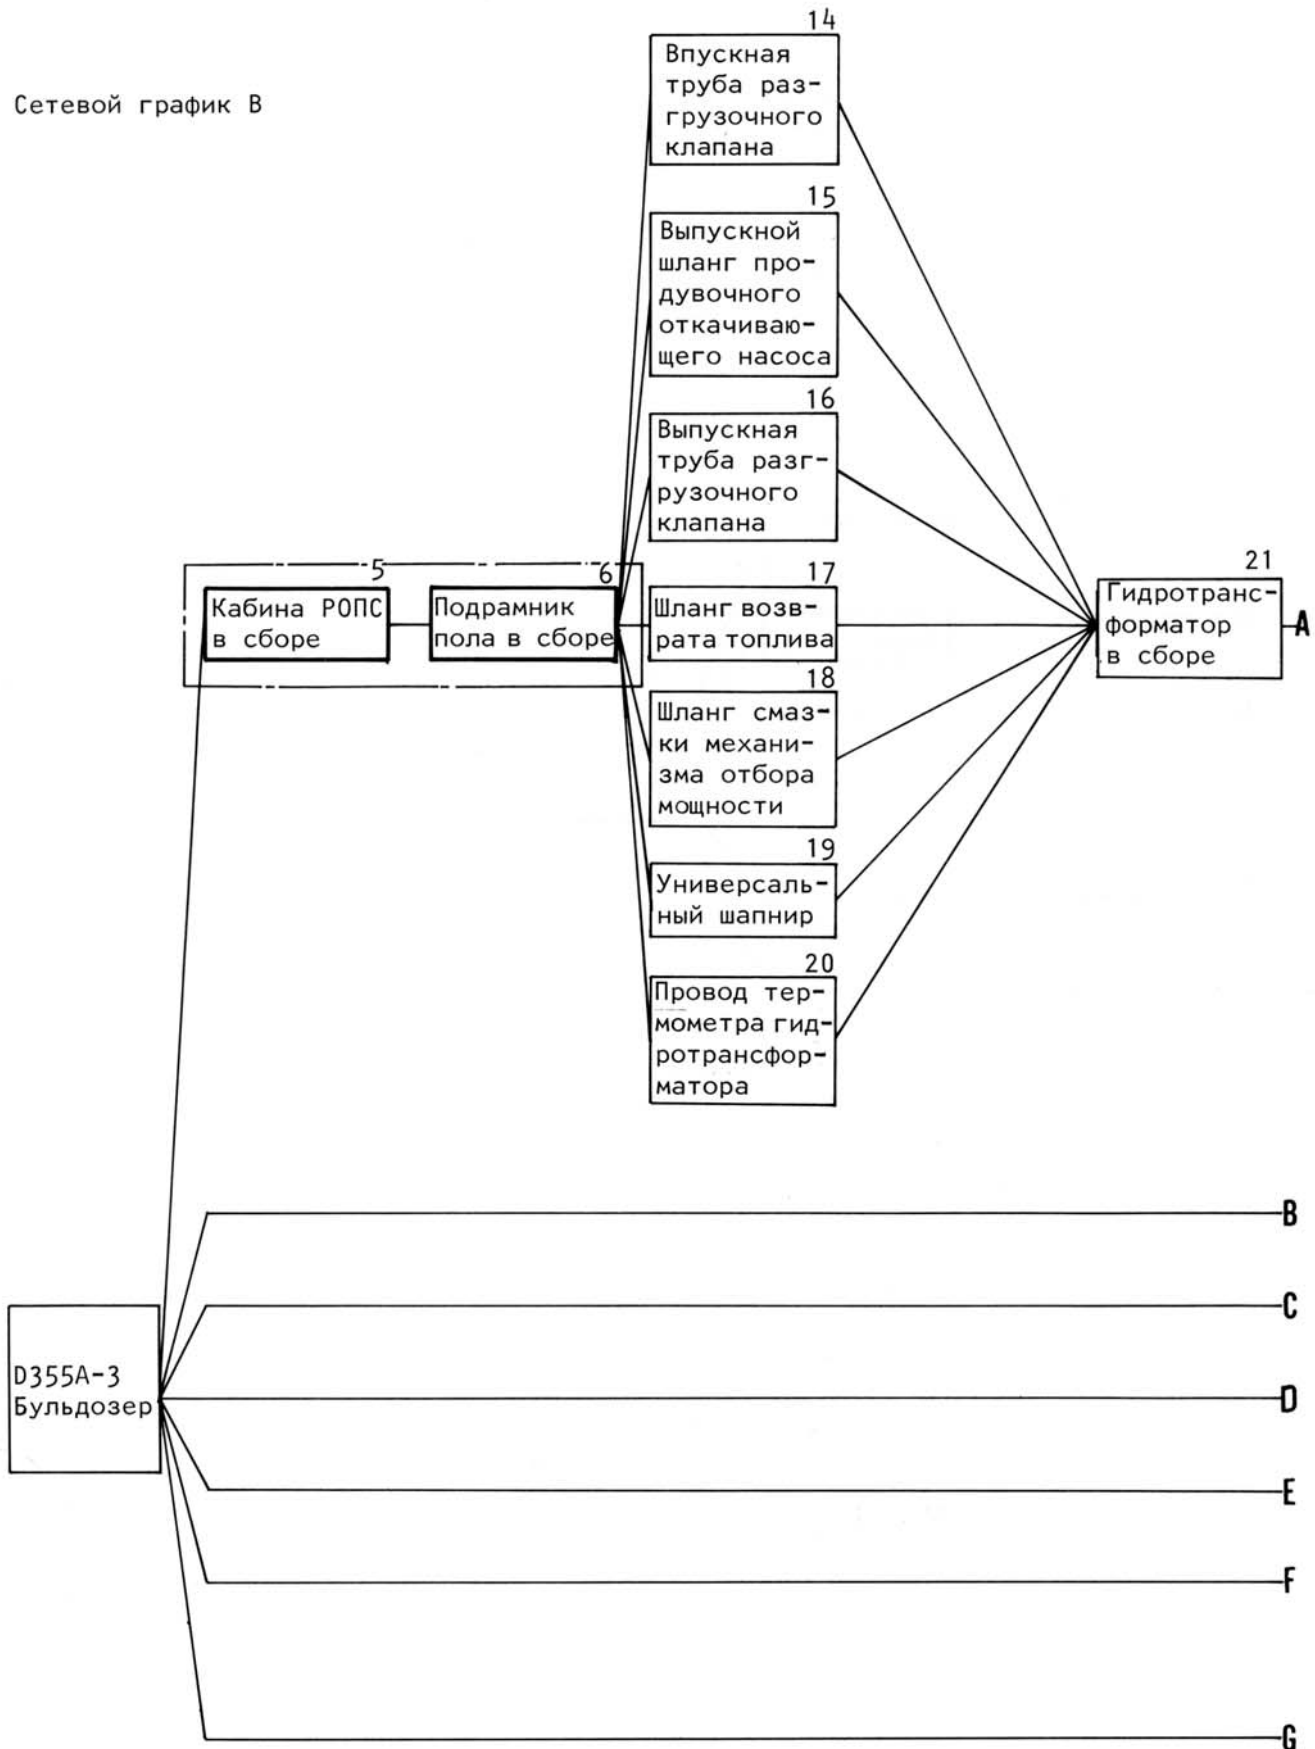 Сетевой график В
14
Впускная
труба раз-
грузочного
клапана
15
Выпускной
шланг про-
дувочного
откачиваю-
щего насоса
16
Выпускная
труба разг-
рузочного
клапана
5
Кабина РОПС
в сборе
6
Подрамник
пола в сборе
17
Шланг возв-
рата топлива
18
Шланг смаз-
ки механи-
зма отбора
мощности
19
Универсаль-
ный шапнир
20
Провод тер-
мометра гид-
ротрансфор-
матора
21
Гидротранс-
форматор
в сборе
A
B
C
D355A-3
Бульдозер
D
E
F
G